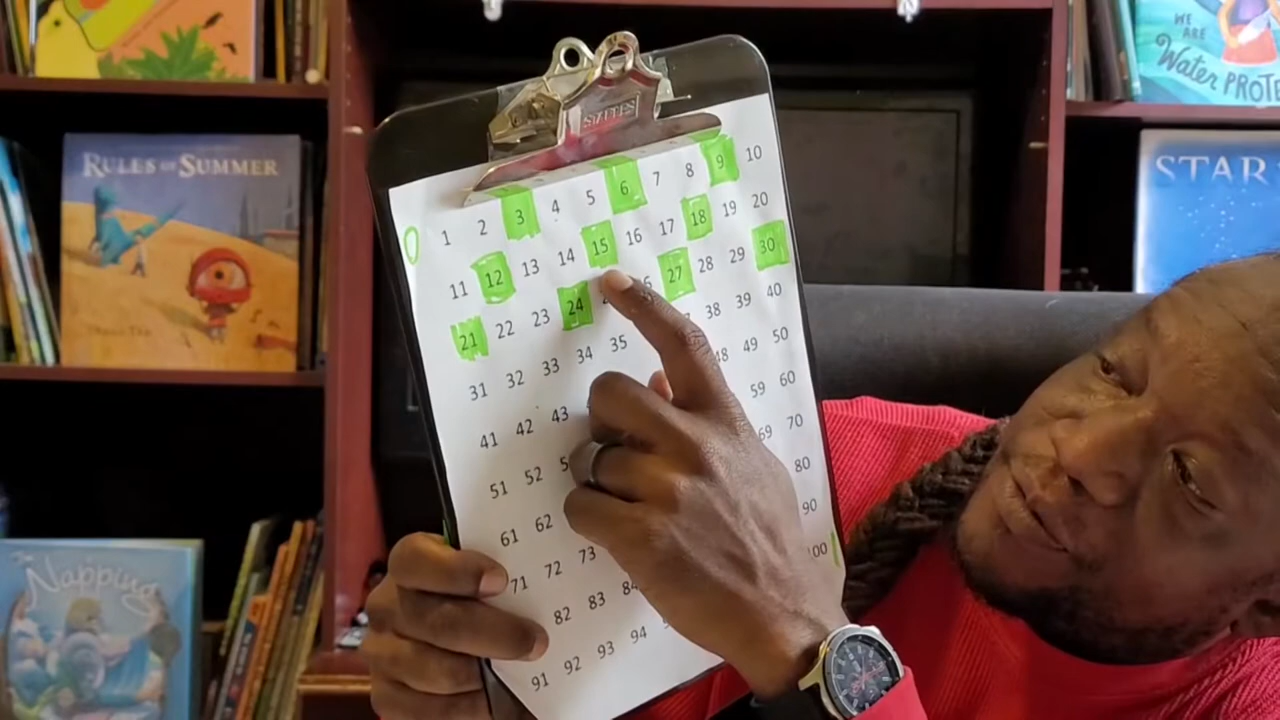 WE
ARE
Water PROTE
RULES OF SUMMER
STAR
The
Napping
0 1 2 3 4 5 6 7 8 9 10
11 12 13 14 15 16 17 18 19 20
21 22 23 24 27 28 29 30
31 32 33 34 35 38 39 40
41 42 43 48 49 50
51 52 59 60
61 62 69 70
71 72 73 80
82 83 84 90
91 92 93 94 100